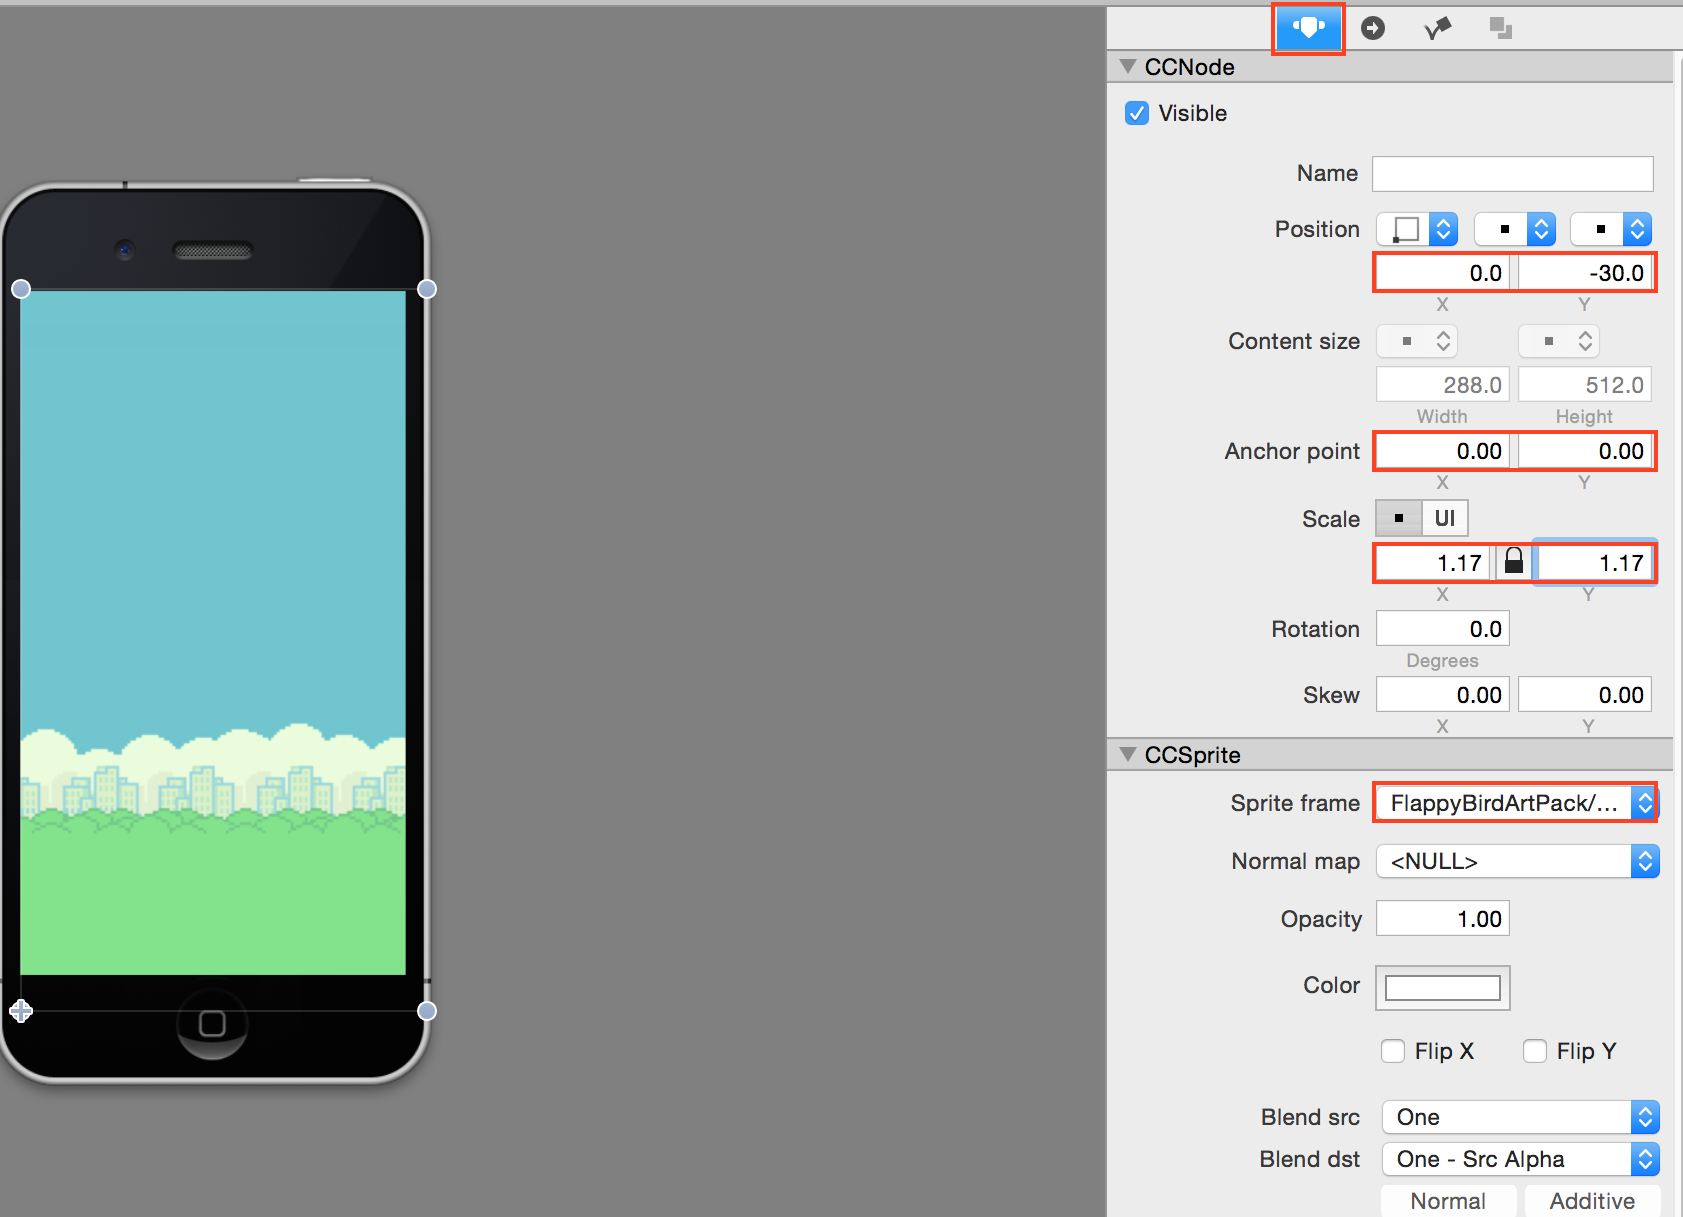 CCNode
Visible
Name
Position
0.0 -30.0
X Y
Content size
288.0 512.0
Width Height
Anchor point 0.00 0.00
X Y
Scale UI
1.17 1.17
X Y
Rotation 0.0
Degrees
Skew 0.00 0.00
X Y
CCSprite
Sprite frame FlappyBirdArtPack/...
Normal map <NULL>
Opacity 1.00
Color
Flip X Flip Y
Blend src One
Blend dst One - Src Alpha
Normal Additive